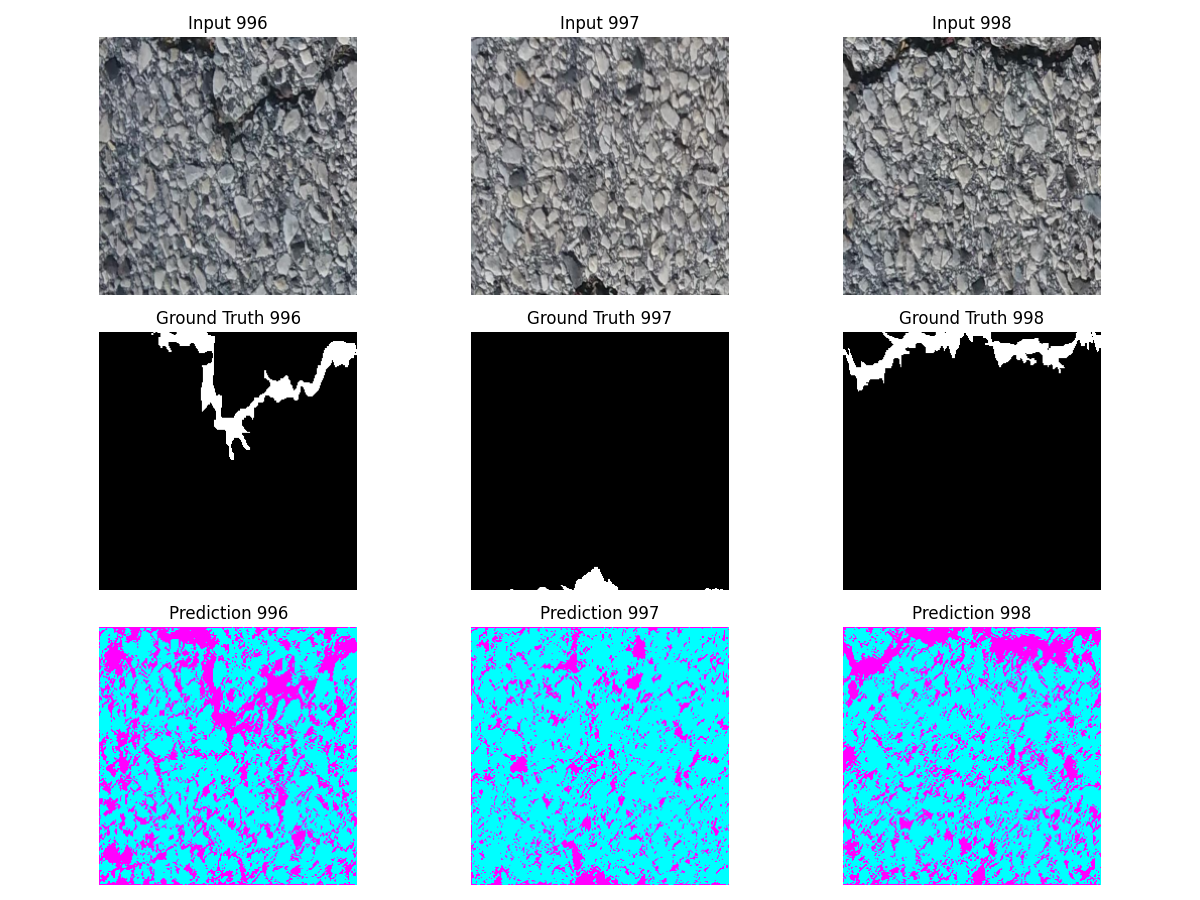 Input 996
Input 997
Input 998
Ground Truth 996
Ground Truth 997
Ground Truth 998
Prediction 996
Prediction 997
Prediction 998